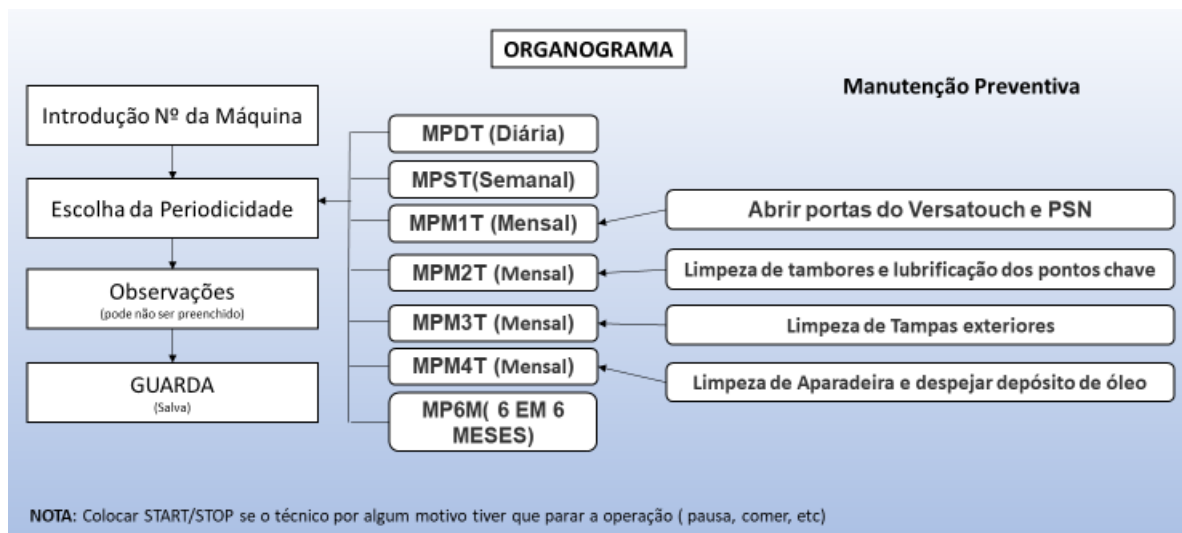 ORGANOGRAMA
Manutenção Preventiva
Introdução Nº da Máquina
Escolha da Periodicidade
Observações
(pode não ser preenchido)
GUARDA
(Salva)
MPDT (Diária)
MPST(Semanal)
MPM1T (Mensal)
MPM2T (Mensal)
MPM3T (Mensal)
MPM4T (Mensal)
MP6M( 6 EM 6
MESES)
Abrir portas do Versatouch e PSN
Limpeza de tambores e lubrificação dos pontos chave
Limpeza de Tampas exteriores
Limpeza de Aparadeira e despejar depósito de óleo
NOTA: Colocar START/STOP se o técnico por algum motivo tiver que parar a operação ( pausa, comer, etc)